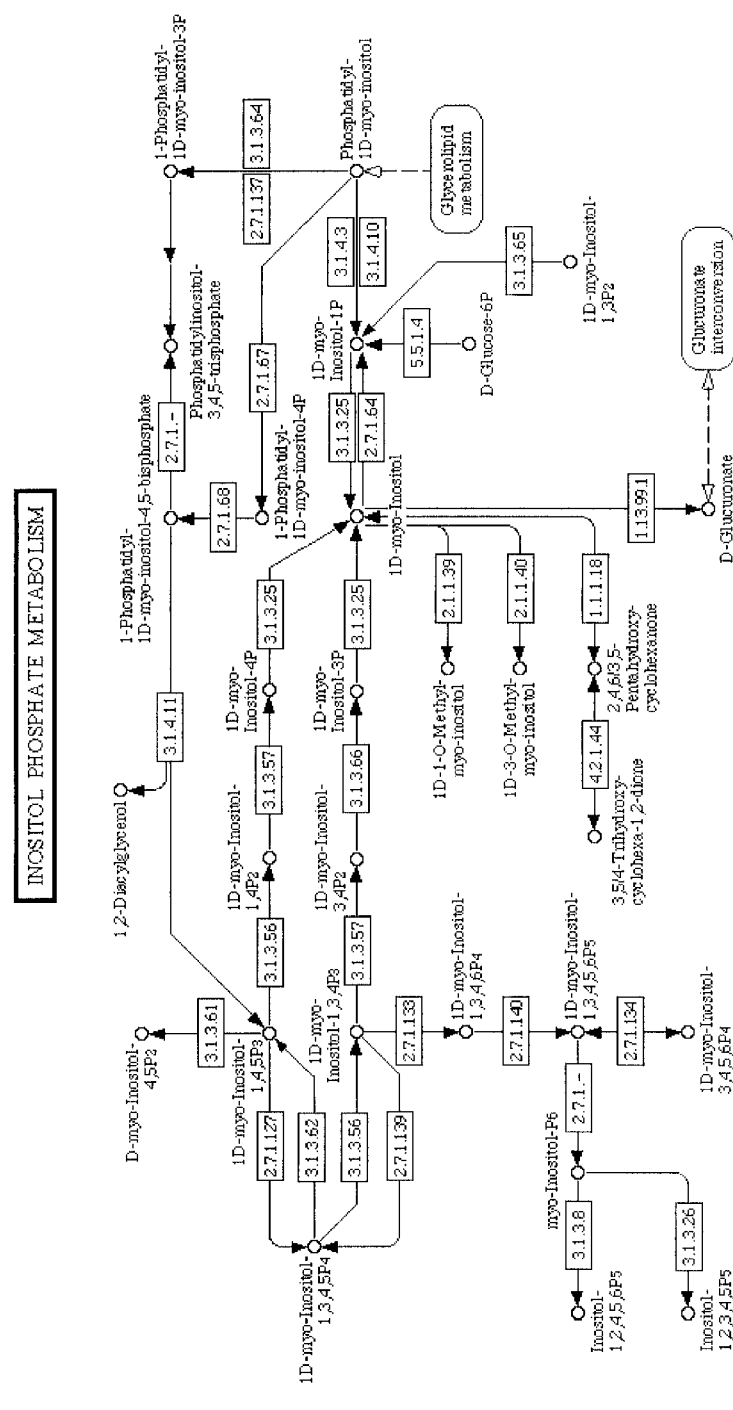 INOSITOL PHOSPHATE METABOLISM
1-Phosphatidyl-
1D-myo-inositol-3P
3.1.3.64
2.7.1.137
Phosphatidyl-
1D-myo-inositol
Glycerolipid
metabolism
Phosphatidylinositol-
3,4,5-trisphosphate
2.7.1.-
2.7.1.67
3.1.4.3
3.1.4.10
1D-myo-
Inositol-1P
5.5.1.4
D-Glucose-6P
3.1.3.65
1D-myo-Inositol-
1,3P2
Glucuronate
interconversion
1-Phosphatidyl-
1D-myo-inositol-4,5-bisphosphate
2.7.1.68
1-Phosphatidyl-
1D-myo-inositol-4P
3.1.3.25
2.7.1.64
1D-myo-Inositol
1.13.99.1
D-Glucuronate
3.1.4.11
1,2-Diacylglycerol
3.1.3.25
1D-myo-
Inositol-4P
3.1.3.57
1D-myo-Inositol-
1,4P2
3.1.3.56
3.1.3.25
1D-myo-
Inositol-3P
3.1.3.66
1D-myo-Inositol-
3,4P2
3.1.3.57
2.1.1.39
1D-1-O-Methyl-
myo-inositol
2.1.1.40
1D-3-O-Methyl-
myo-inositol
1.1.1.18
2,4,6/3,5-
Pentahydroxy-
cyclohexanone
4.2.1.44
3,5/4-Trihydroxy-
cyclohexa-1,2-dione
D-myo-Inositol-
4,5P2
3.1.3.61
1D-myo-Inositol-
1,4,5P3
2.7.1.127
3.1.3.62
1D-myo-
Inositol-1,3,4P3
3.1.3.56
2.7.1.139
1D-myo-Inositol-
1,3,4,5P4
2.7.1.133
1D-myo-Inositol-
1,3,4,6P4
2.7.1.140
1D-myo-Inositol-
1,3,4,5,6P5
2.7.1.134
1D-myo-Inositol-
3,4,5,6P4
2.7.1.-
myo-Inositol-P6
3.1.3.8
Inositol-
1,2,4,5,6P5
3.1.3.26
Inositol-
1,2,3,4,5P5